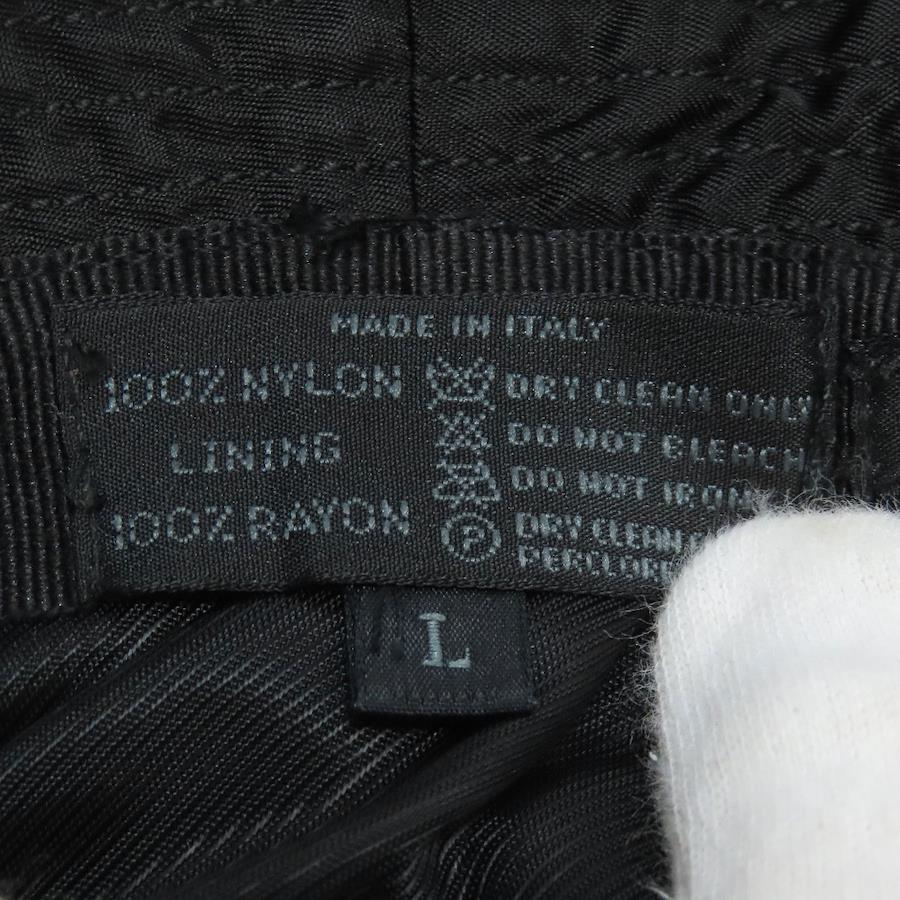 MADE IN ITALY
100% NYLON
LINING
100% RAYON
DRY CLEAN ONLY
DO NOT BLEACH
DO NOT IRON
P
DRY CLEAN
L